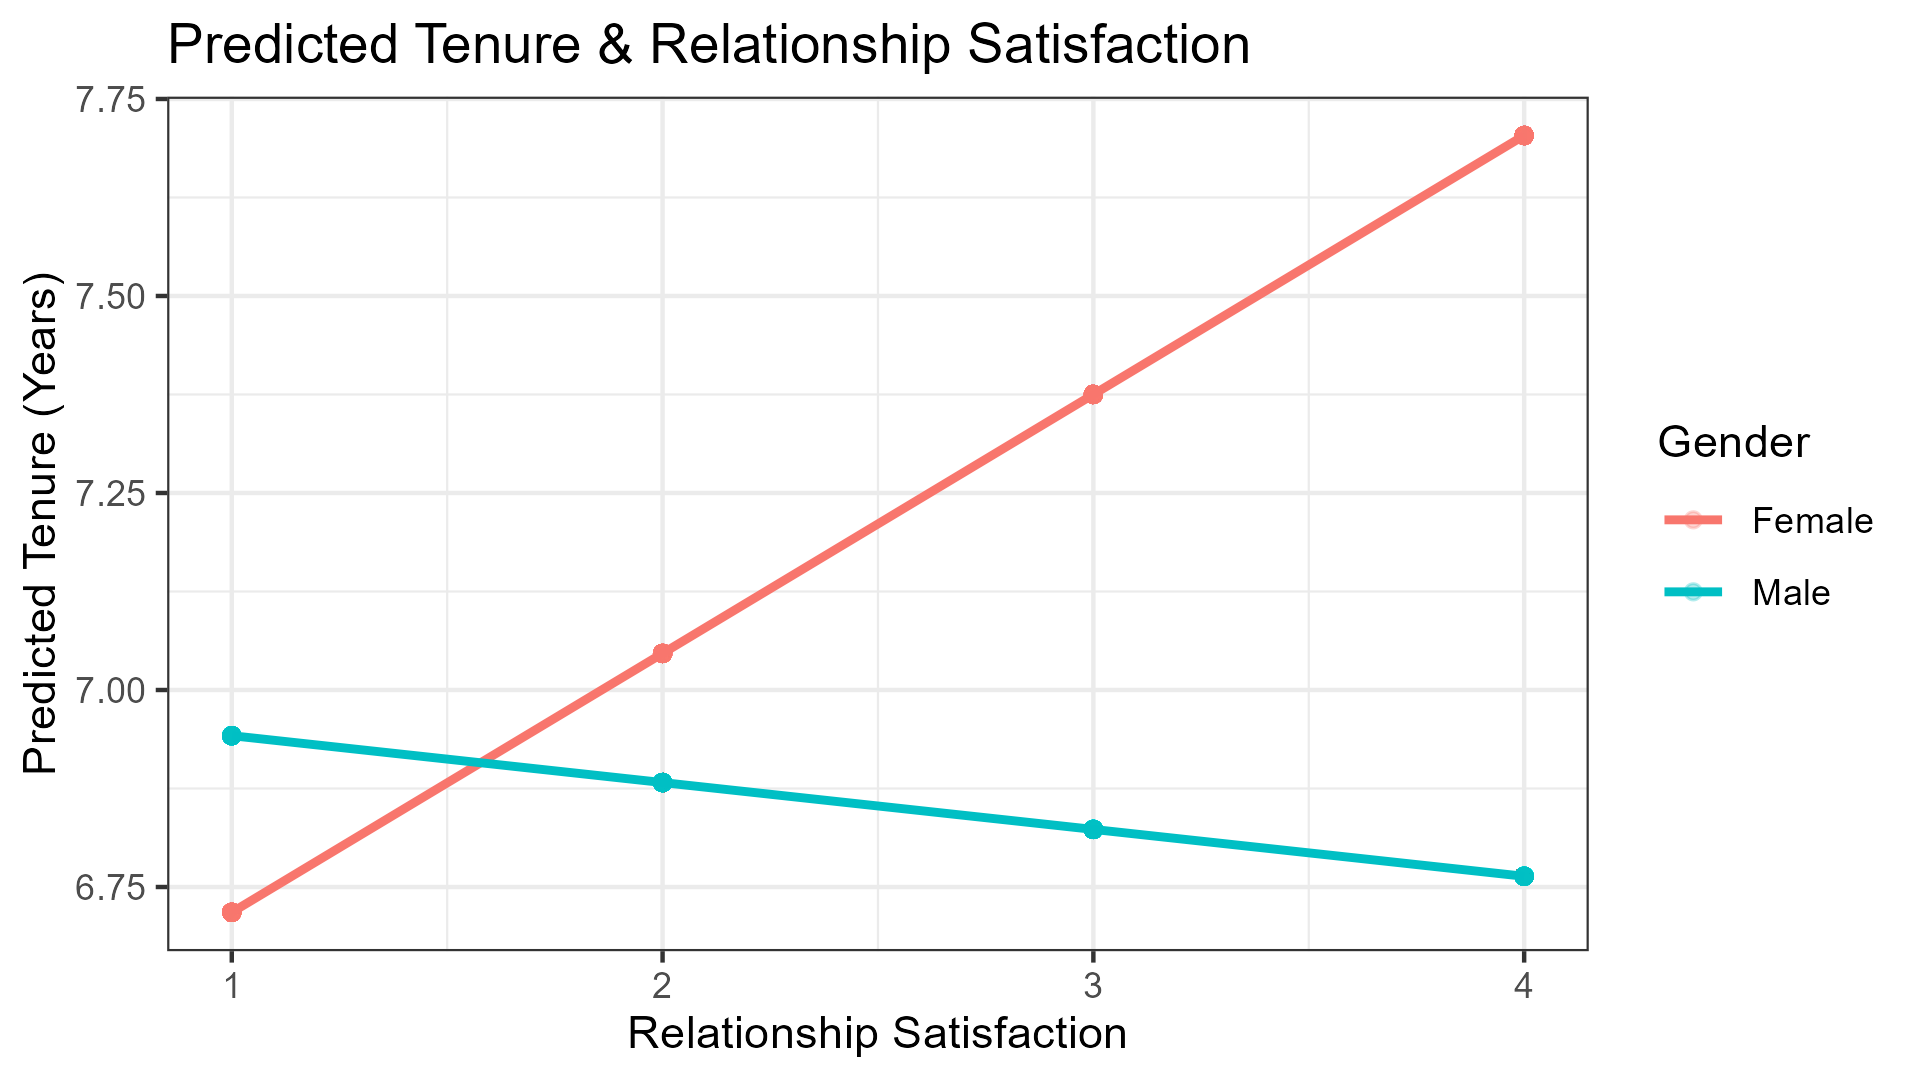 Predicted Tenure & Relationship Satisfaction
Predicted Tenure (Years)
7.75
7.50
7.25
7.00
6.75
1 2 3 4
Relationship Satisfaction
Gender
Female
Male